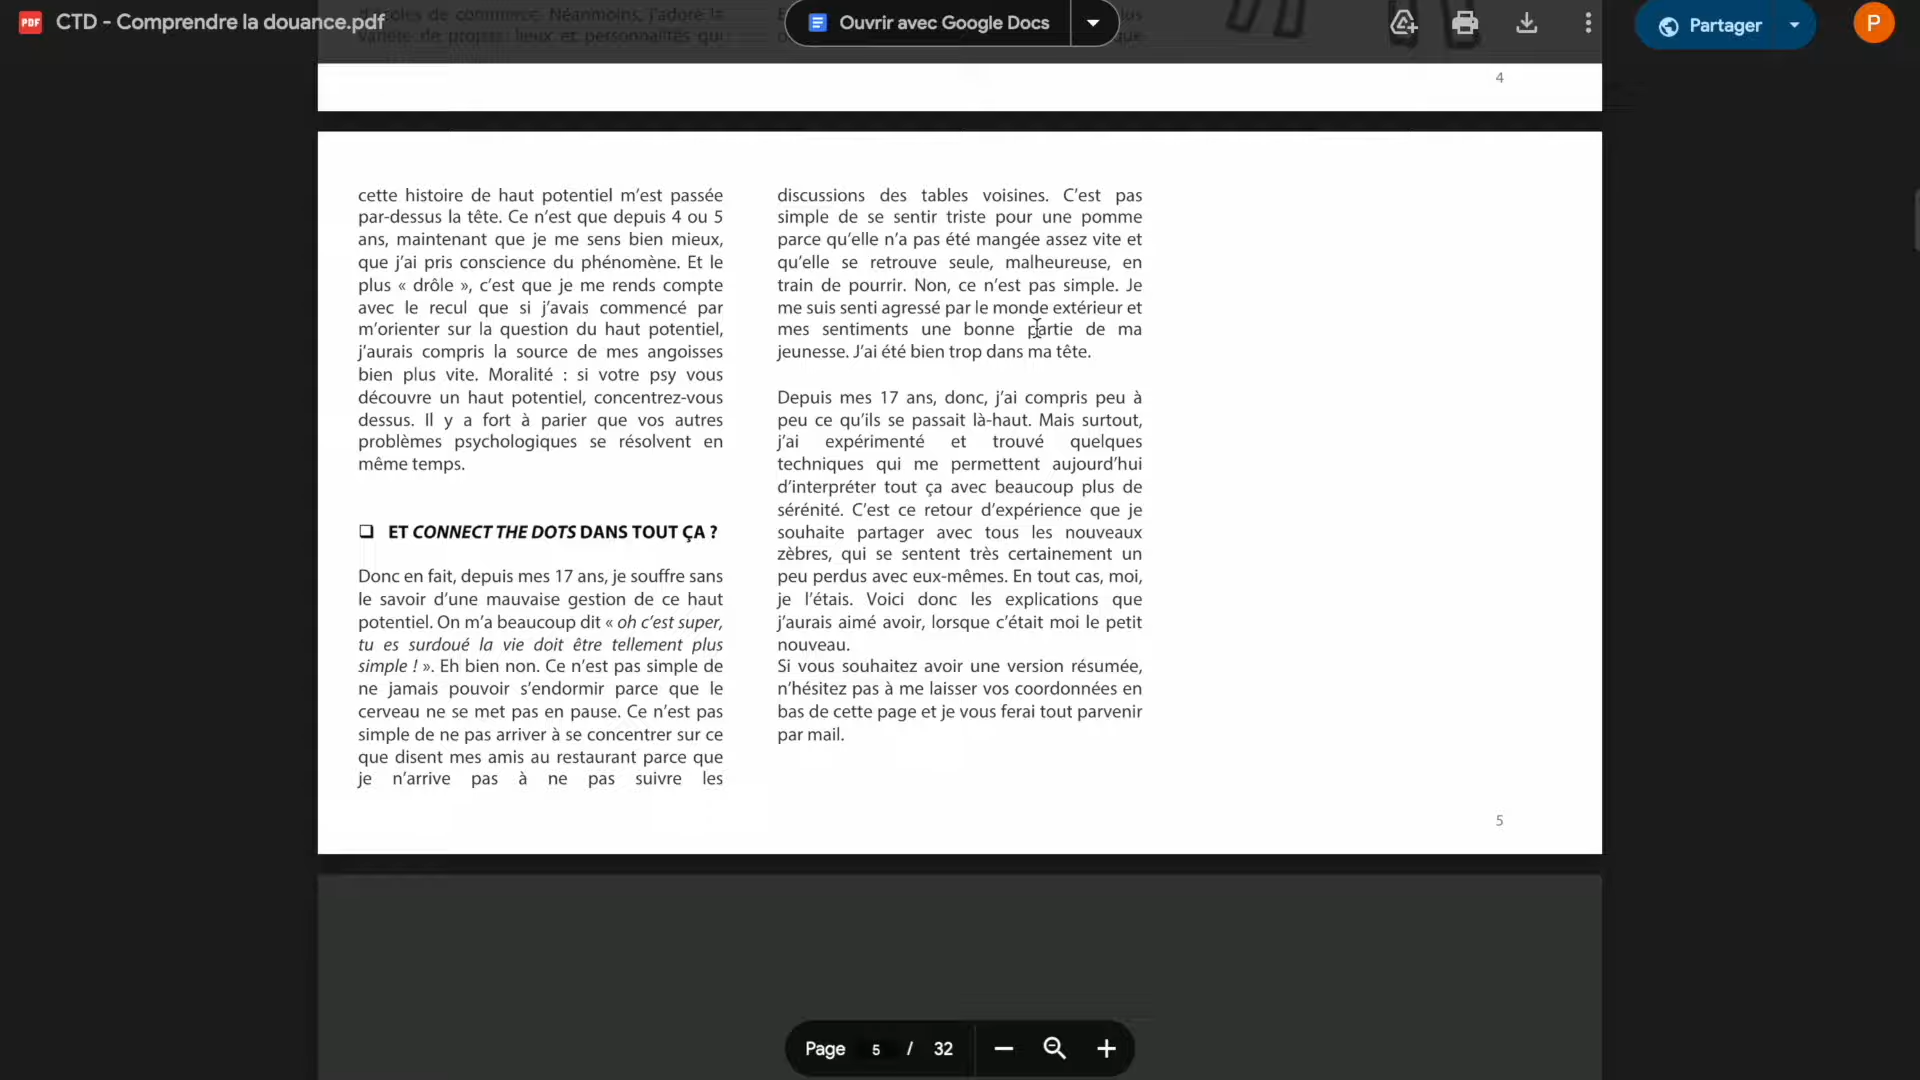 CTD - Comprendre la douance.pdf
Ouvrir avec Google Docs
Partager
P
écoles de commerce. Néanmoins, j'adore la
variété de projets, lieux et personnalités qui
4
cette histoire de haut potentiel m’est passée
par-dessus la tête. Ce n’est que depuis 4 ou 5
ans, maintenant que je me sens bien mieux,
que j’ai pris conscience du phénomène. Et le
plus « drôle », c’est que je me rends compte
avec le recul que si j’avais commencé par
m’orienter sur la question du haut potentiel,
j’aurais compris la source de mes angoisses
bien plus vite. Moralité : si votre psy vous
découvre un haut potentiel, concentrez-vous
dessus. Il y a fort à parier que vos autres
problèmes psychologiques se résolvent en
même temps.
❑ ET CONNECT THE DOTS DANS TOUT ÇA ?
Donc en fait, depuis mes 17 ans, je souffre sans
le savoir d’une mauvaise gestion de ce haut
potentiel. On m’a beaucoup dit « oh c’est super,
tu es surdoué la vie doit être tellement plus
simple ! ». Eh bien non. Ce n’est pas simple de
ne jamais pouvoir s’endormir parce que le
cerveau ne se met pas en pause. Ce n’est pas
simple de ne pas arriver à se concentrer sur ce
que disent mes amis au restaurant parce que
je n’arrive pas à ne pas suivre les
discussions des tables voisines. C’est pas
simple de se sentir triste pour une pomme
parce qu’elle n’a pas été mangée assez vite et
qu’elle se retrouve seule, malheureuse, en
train de pourrir. Non, ce n’est pas simple. Je
me suis senti agressé par le monde extérieur et
mes sentiments une bonne partie de ma
jeunesse. J’ai été bien trop dans ma tête.
Depuis mes 17 ans, donc, j’ai compris peu à
peu ce qu’ils se passait là-haut. Mais surtout,
j’ai expérimenté et trouvé quelques
techniques qui me permettent aujourd’hui
d’interpréter tout ça avec beaucoup plus de
sérénité. C’est ce retour d’expérience que je
souhaite partager avec tous les nouveaux
zèbres, qui se sentent très certainement un
peu perdus avec eux-mêmes. En tout cas, moi,
je l’étais. Voici donc les explications que
j’aurais aimé avoir, lorsque c’était moi le petit
nouveau.
Si vous souhaitez avoir une version résumée,
n’hésitez pas à me laisser vos coordonnées en
bas de cette page et je vous ferai tout parvenir
par mail.
5
Page 5 / 32